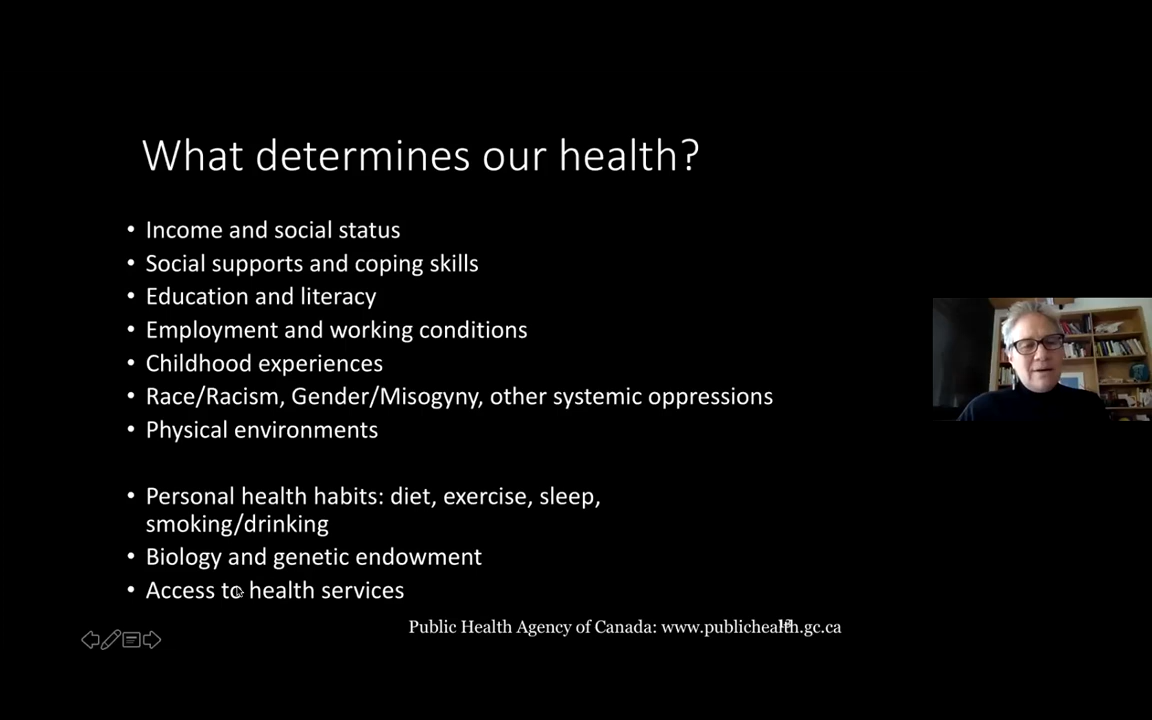 What determines our health?
• Income and social status
• Social supports and coping skills
• Education and literacy
• Employment and working conditions
• Childhood experiences
• Race/Racism, Gender/Misogyny, other systemic oppressions
• Physical environments
• Personal health habits: diet, exercise, sleep,
smoking/drinking
• Biology and genetic endowment
• Access to health services
Public Health Agency of Canada: www.publichealth.gc.ca